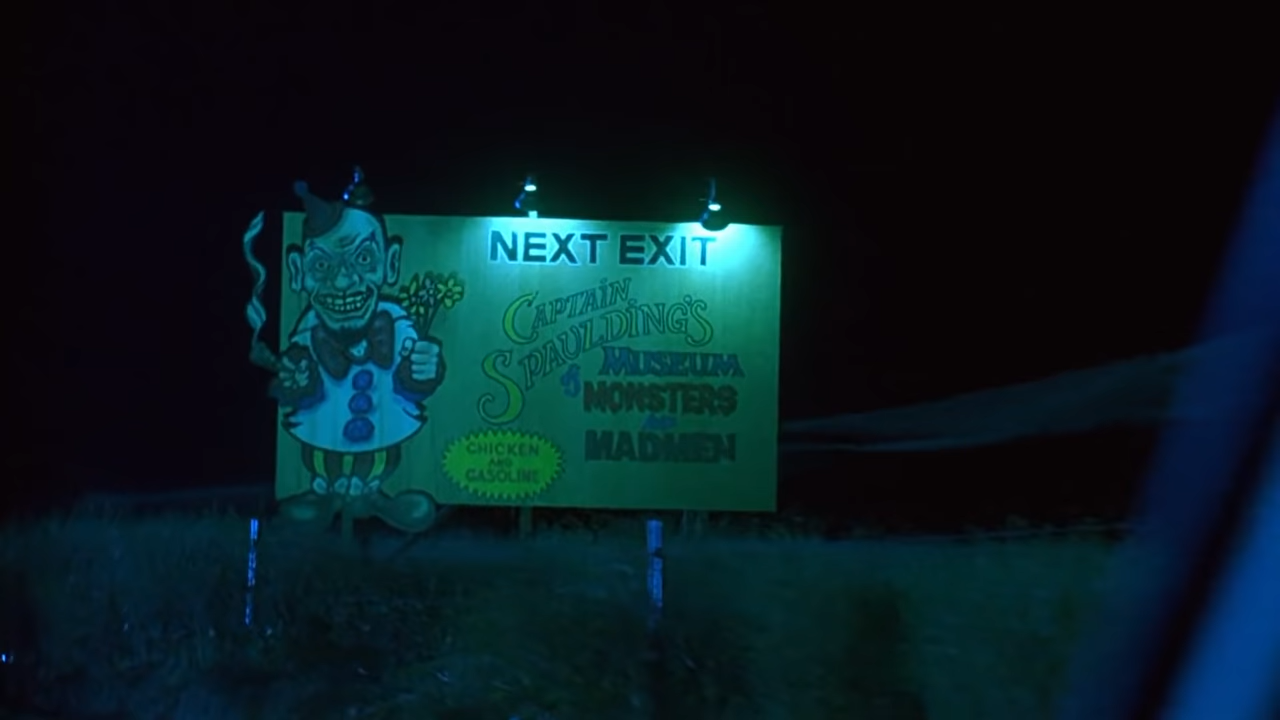 NEXT EXIT
CAPTAIN
SPAULDING'S
MUSEUM
of MONSTERS
AND
MADMEN
CHICKEN
AND
GASOLINE